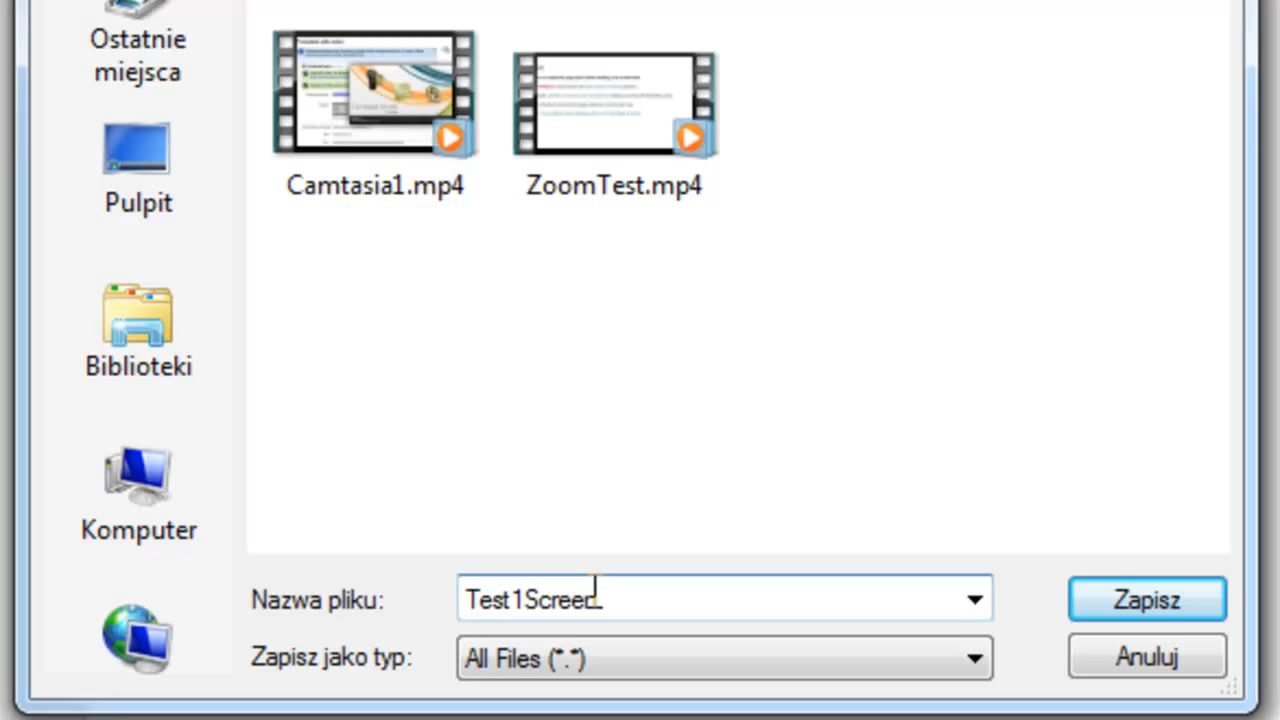 Ostatnie
miejsca
Camtasia1.mp4
ZoomTest.mp4
Pulpit
Biblioteki
Komputer
Nazwa pliku:
Test1Screen
Zapisz
Zapisz jako typ:
All Files (*.*)
Anuluj